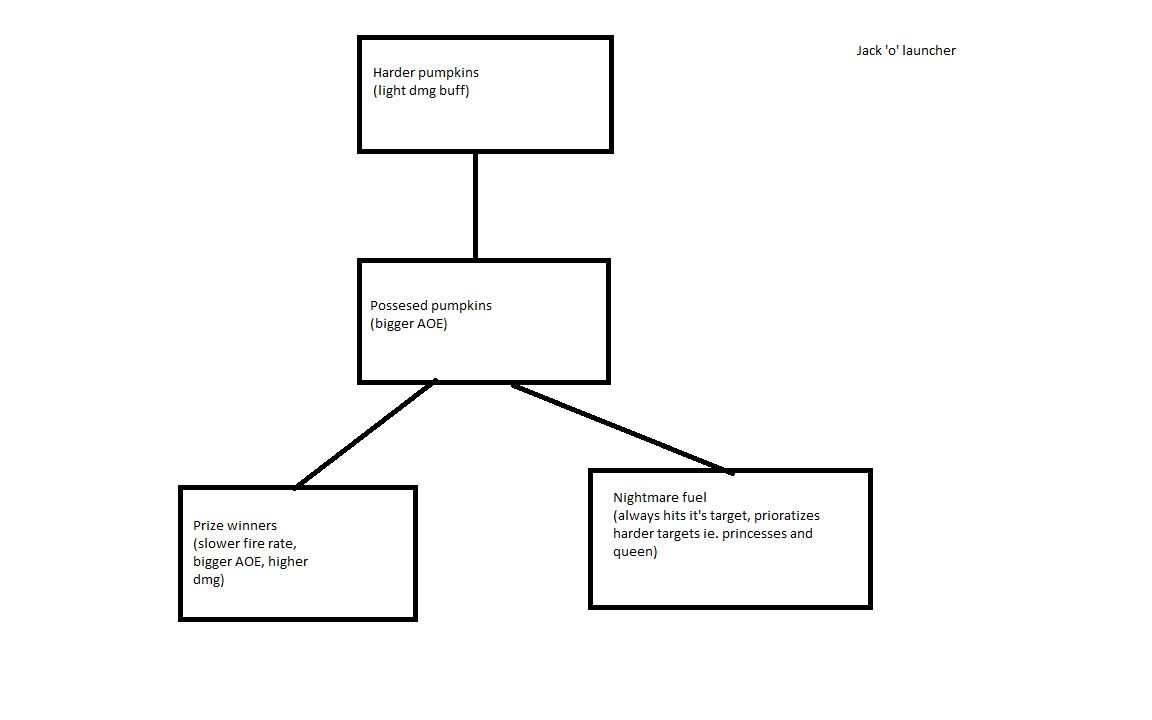 Jack 'o' launcher
Harder pumpkins
(light dmg buff)
Possesed pumpkins
(bigger AOE)
Prize winners
(slower fire rate,
bigger AOE, higher
dmg)
Nightmare fuel
(always hits it's target, prioratizes
harder targets ie. princesses and
queen)